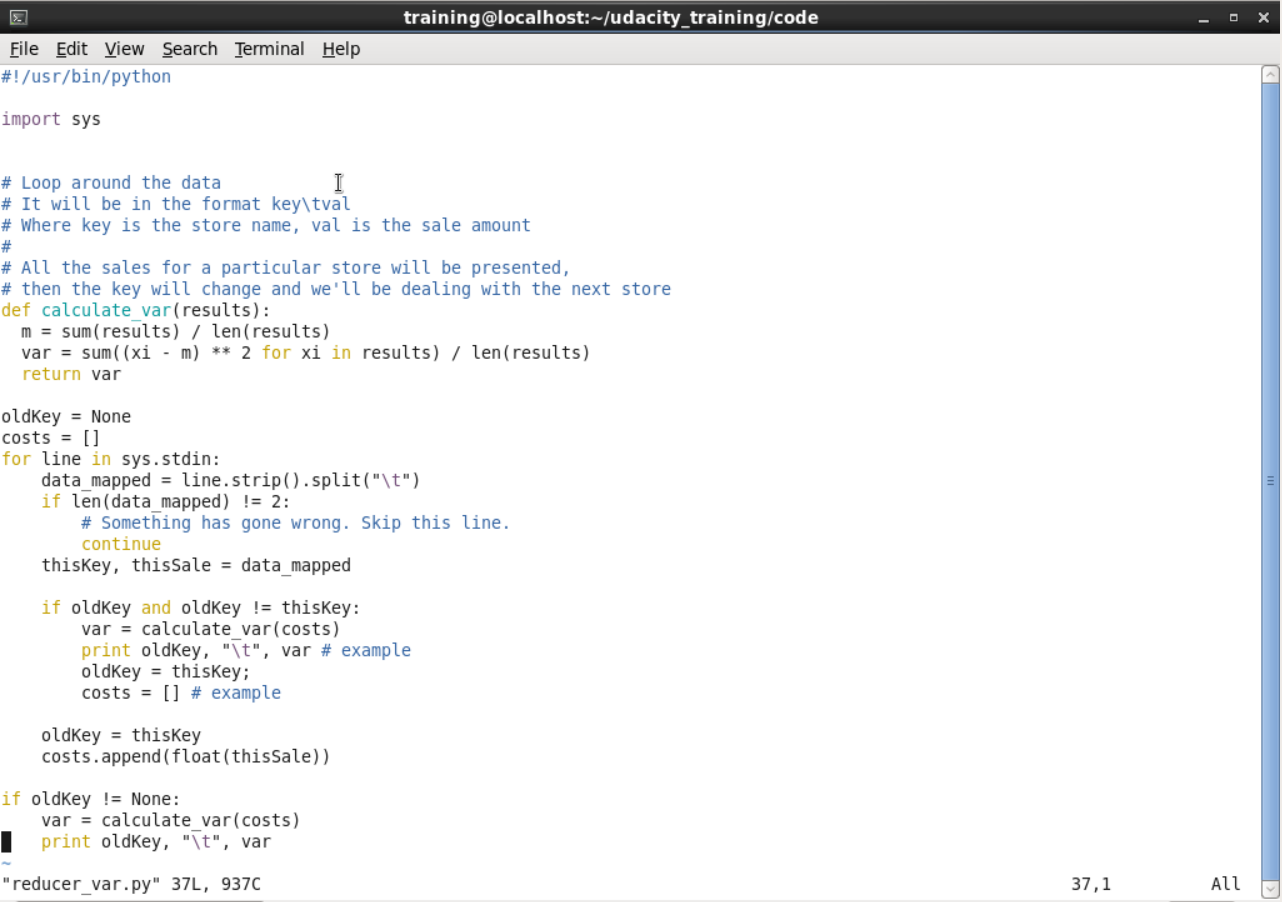 training@localhost:~/udacity_training/code
File Edit View Search Terminal Help
#!/usr/bin/python

import sys


# Loop around the data
# It will be in the format key\tval
# Where key is the store name, val is the sale amount
#
# All the sales for a particular store will be presented,
# then the key will change and we'll be dealing with the next store
def calculate_var(results):
  m = sum(results) / len(results)
  var = sum((xi - m) ** 2 for xi in results) / len(results)
  return var

oldKey = None
costs = []
for line in sys.stdin:
    data_mapped = line.strip().split("\t")
    if len(data_mapped) != 2:
        # Something has gone wrong. Skip this line.
        continue
    thisKey, thisSale = data_mapped

    if oldKey and oldKey != thisKey:
        var = calculate_var(costs)
        print oldKey, "\t", var # example
        oldKey = thisKey;
        costs = [] # example

    oldKey = thisKey
    costs.append(float(thisSale))

if oldKey != None:
    var = calculate_var(costs)
    print oldKey, "\t", var
~
"reducer_var.py" 37L, 937C 37,1 All